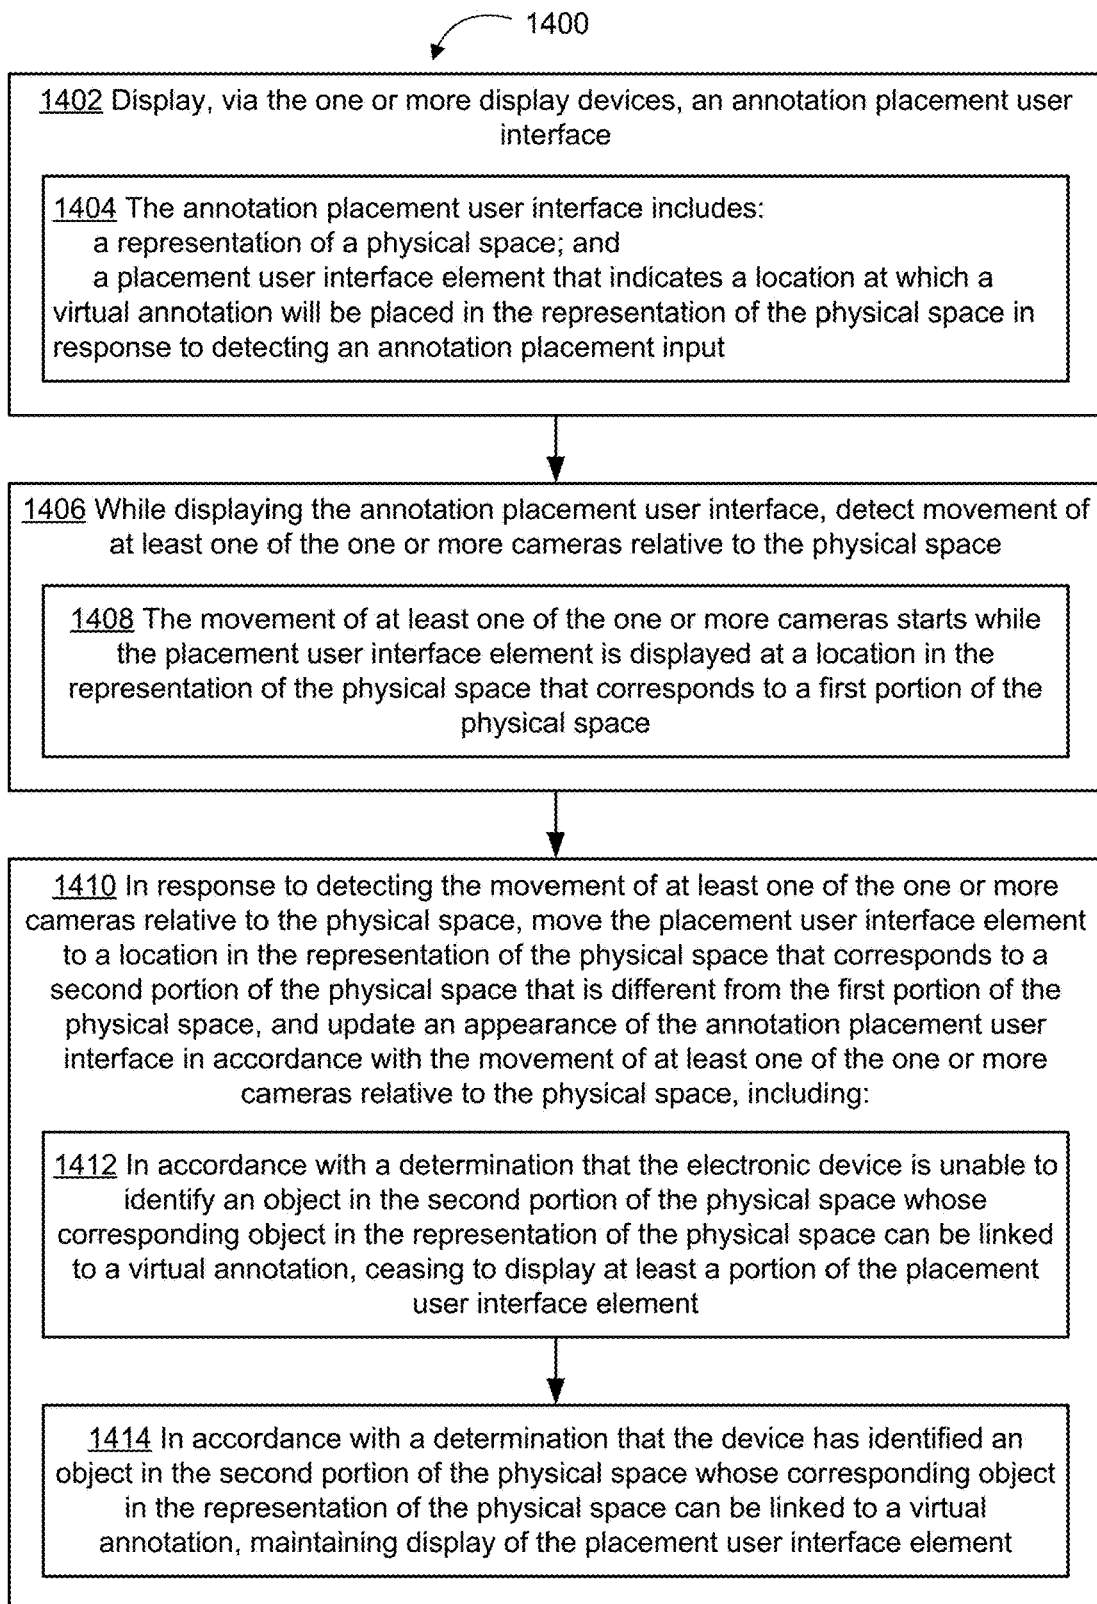 1400
1402 Display, via the one or more display devices, an annotation placement user
interface
1404 The annotation placement user interface includes:
a representation of a physical space; and
a placement user interface element that indicates a location at which a
virtual annotation will be placed in the representation of the physical space in
response to detecting an annotation placement input
1406 While displaying the annotation placement user interface, detect movement of
at least one of the one or more cameras relative to the physical space
1408 The movement of at least one of the one or more cameras starts while
the placement user interface element is displayed at a location in the
representation of the physical space that corresponds to a first portion of the
physical space
1410 In response to detecting the movement of at least one of the one or more
cameras relative to the physical space, move the placement user interface element
to a location in the representation of the physical space that corresponds to a
second portion of the physical space that is different from the first portion of the
physical space, and update an appearance of the annotation placement user
interface in accordance with the movement of at least one of the one or more
cameras relative to the physical space, including:
1412 In accordance with a determination that the electronic device is unable to
identify an object in the second portion of the physical space whose
corresponding object in the representation of the physical space can be linked
to a virtual annotation, ceasing to display at least a portion of the placement
user interface element
1414 In accordance with a determination that the device has identified an
object in the second portion of the physical space whose corresponding object
in the representation of the physical space can be linked to a virtual
annotation, maintaining display of the placement user interface element